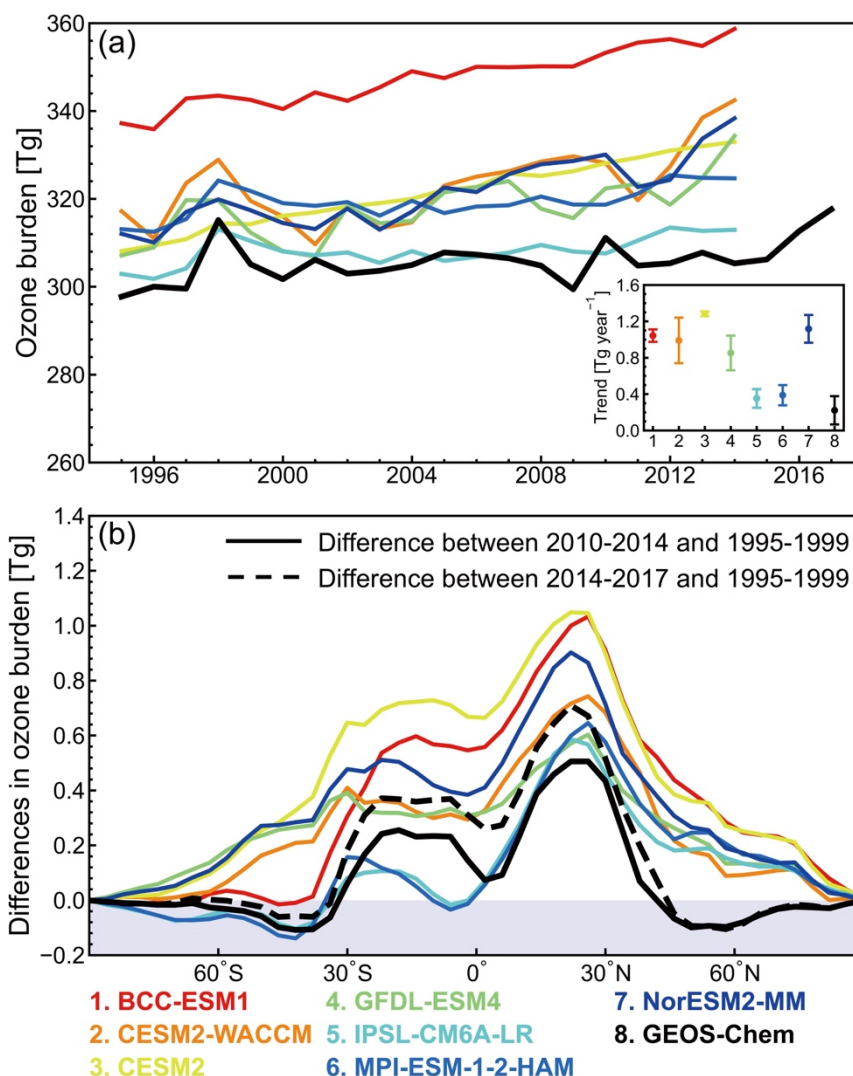 (a)
Ozone burden [Tg]
360
340
320
300
280
260
1996
2000
2004
2008
2012
2016
Trend [Tg year⁻¹]
1.6
1.2
0.8
0.4
0.0
1 2 3 4 5 6 7 8
(b)
Differences in ozone burden [Tg]
1.4
1.2
1.0
0.8
0.6
0.4
0.2
0.0
−0.2
Difference between 2010-2014 and 1995-1999
Difference between 2014-2017 and 1995-1999
60°S
30°S
0°
30°N
60°N
1. BCC-ESM1
2. CESM2-WACCM
3. CESM2
4. GFDL-ESM4
5. IPSL-CM6A-LR
6. MPI-ESM-1-2-HAM
7. NorESM2-MM
8. GEOS-Chem